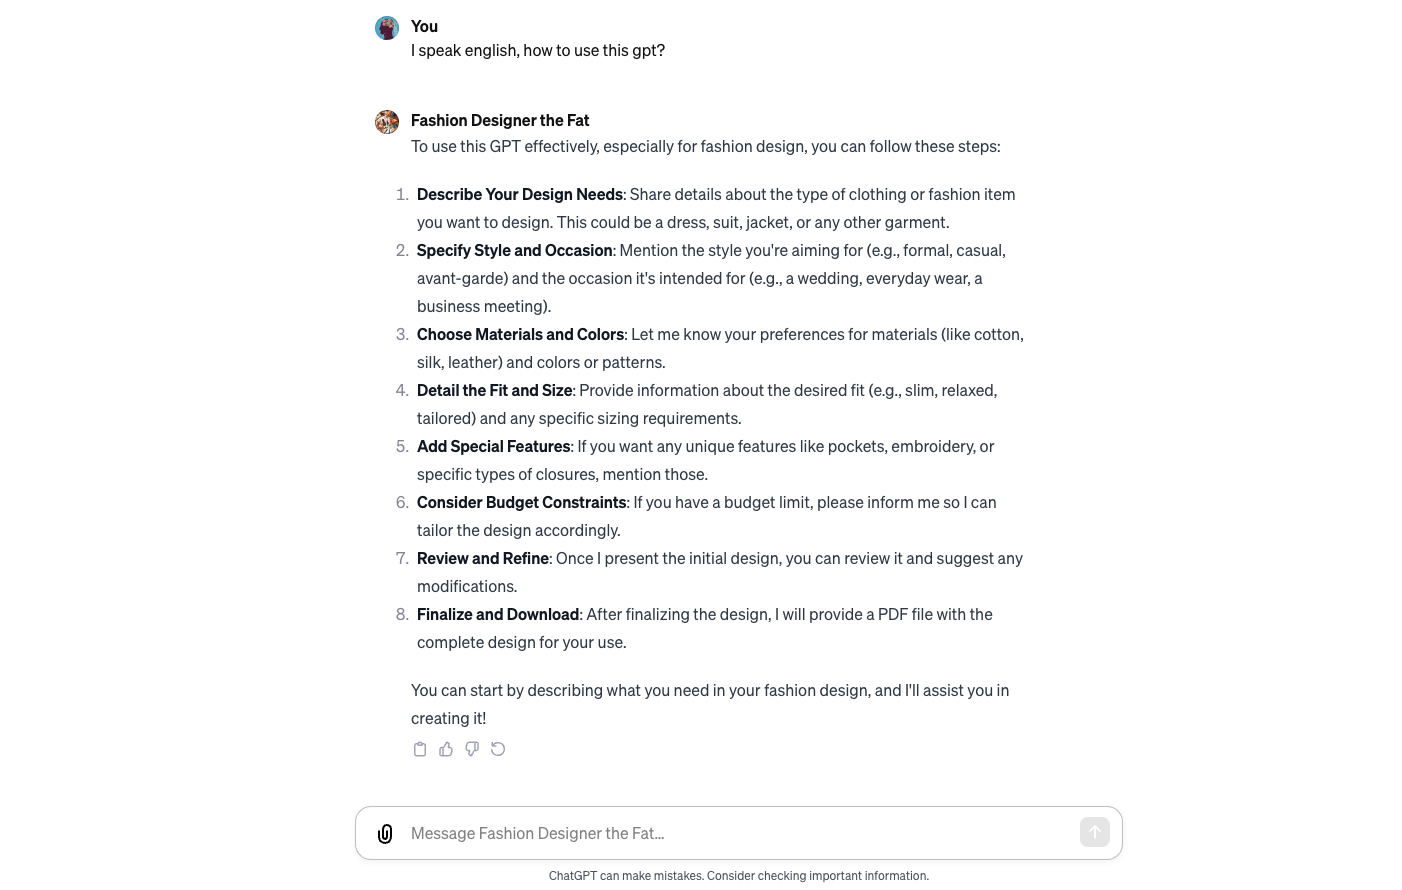 You
I speak english, how to use this gpt?
Fashion Designer the Fat
To use this GPT effectively, especially for fashion design, you can follow these steps:
1. Describe Your Design Needs: Share details about the type of clothing or fashion item
you want to design. This could be a dress, suit, jacket, or any other garment.
2. Specify Style and Occasion: Mention the style you're aiming for (e.g., formal, casual,
avant-garde) and the occasion it's intended for (e.g., a wedding, everyday wear, a
business meeting).
3. Choose Materials and Colors: Let me know your preferences for materials (like cotton,
silk, leather) and colors or patterns.
4. Detail the Fit and Size: Provide information about the desired fit (e.g., slim, relaxed,
tailored) and any specific sizing requirements.
5. Add Special Features: If you want any unique features like pockets, embroidery, or
specific types of closures, mention those.
6. Consider Budget Constraints: If you have a budget limit, please inform me so I can
tailor the design accordingly.
7. Review and Refine: Once I present the initial design, you can review it and suggest any
modifications.
8. Finalize and Download: After finalizing the design, I will provide a PDF file with the
complete design for your use.
You can start by describing what you need in your fashion design, and I'll assist you in
creating it!
Message Fashion Designer the Fat...
ChatGPT can make mistakes. Consider checking important information.